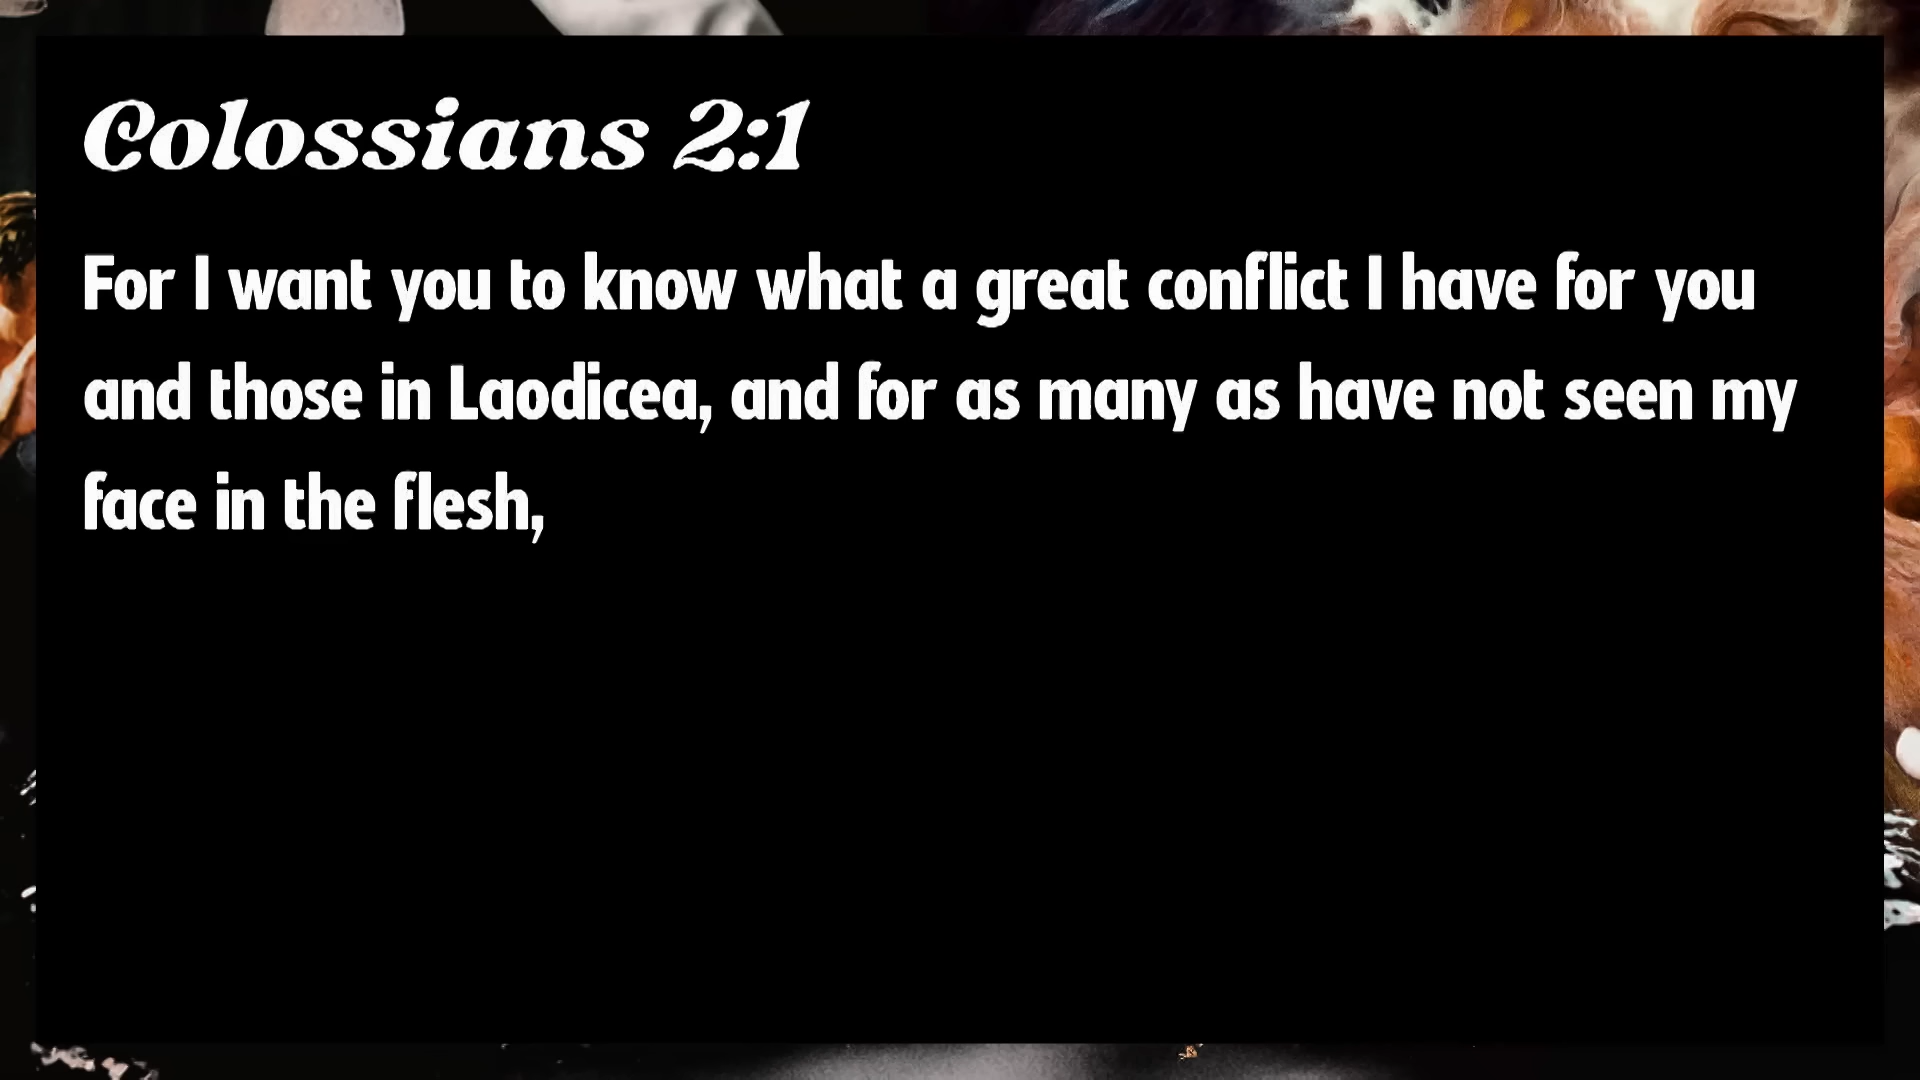 Colossians 2:1
For I want you to know what a great conflict I have for you
and those in Laodicea, and for as many as have not seen my
face in the flesh,